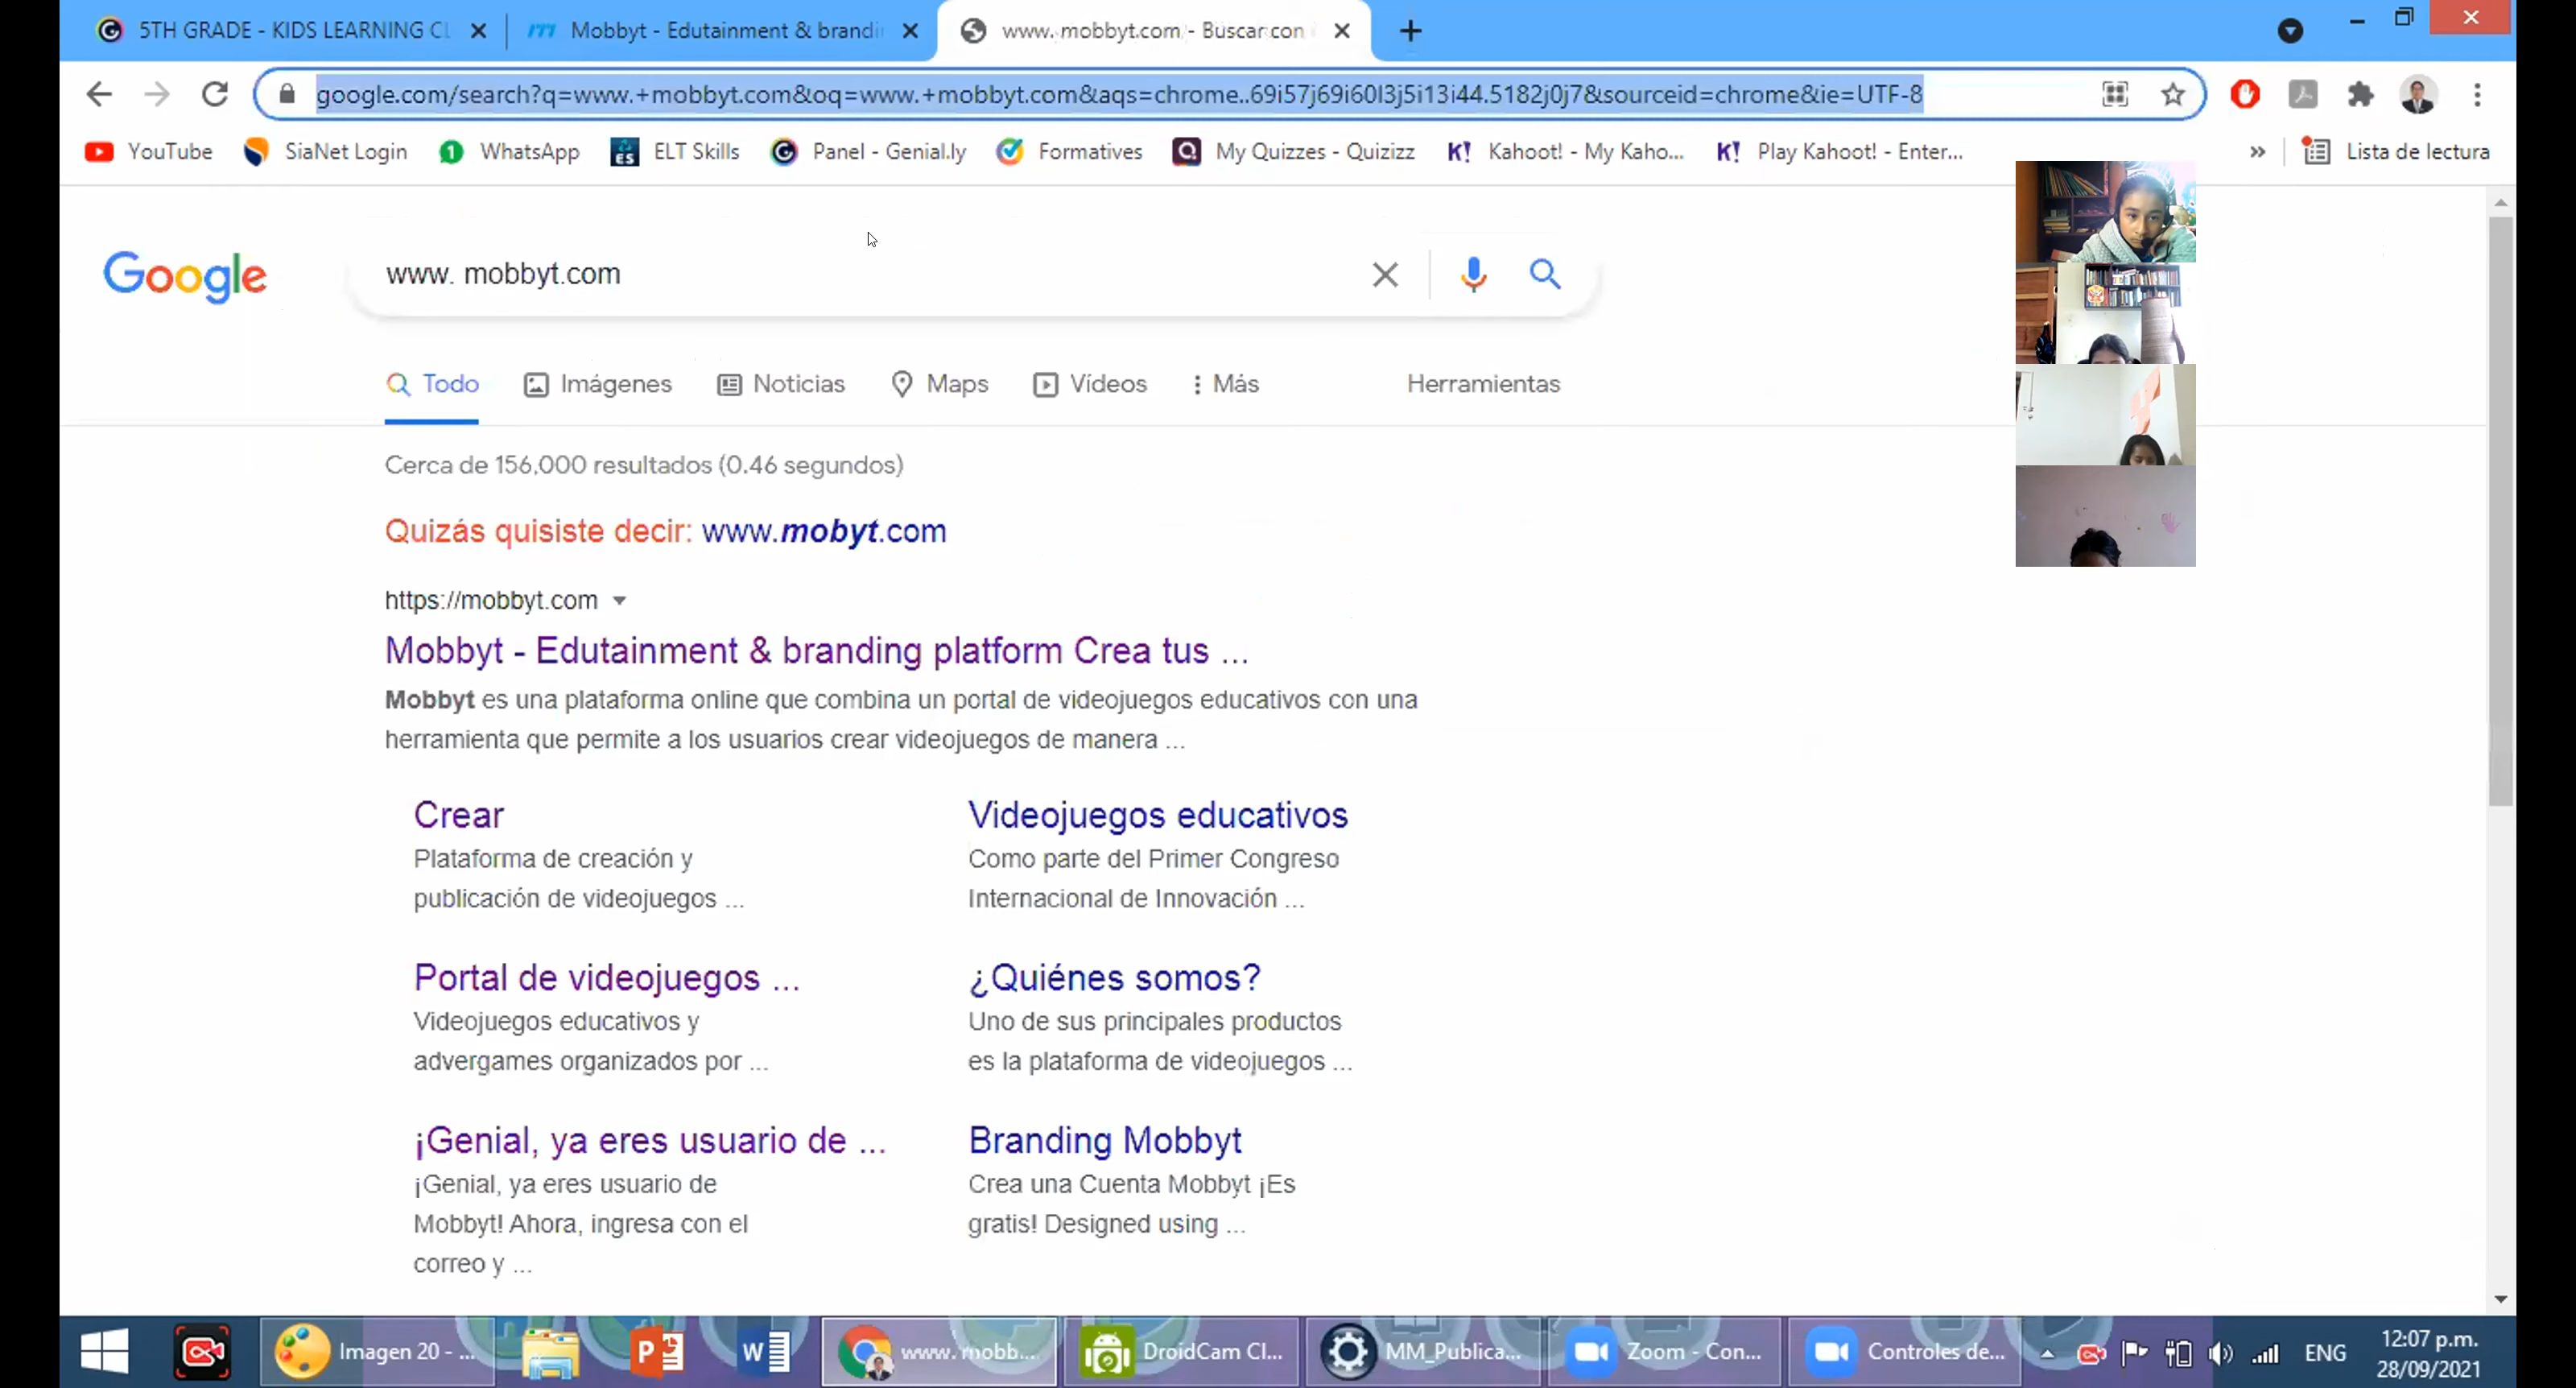 5TH GRADE - KIDS LEARNING CL
Mobbyt - Edutainment & brandi
www. mobbyt.com - Buscar con
google.com/search?q=www.+mobbyt.com&oq=www.+mobbyt.com&aqs=chrome..69i57j69i60l3j5i13i44.5182j0j7&sourceid=chrome&ie=UTF-8
YouTube SiaNet Login WhatsApp ELT Skills Panel - Genial.ly Formatives My Quizzes - Quizizz Kahoot! - My Kaho... Play Kahoot! - Enter... » Lista de lectura
Google
www. mobbyt.com
Todo Imágenes Noticias Maps Vídeos Más Herramientas
Cerca de 156,000 resultados (0.46 segundos)
Quizás quisiste decir: www.mobyt.com
https://mobbyt.com
Mobbyt - Edutainment & branding platform Crea tus ...
Mobbyt es una plataforma online que combina un portal de videojuegos educativos con una
herramienta que permite a los usuarios crear videojuegos de manera ...
Crear
Plataforma de creación y
publicación de videojuegos ...
Videojuegos educativos
Como parte del Primer Congreso
Internacional de Innovación ...
Portal de videojuegos ...
Videojuegos educativos y
advergames organizados por ...
¿Quiénes somos?
Uno de sus principales productos
es la plataforma de videojuegos ...
¡Genial, ya eres usuario de ...
¡Genial, ya eres usuario de
Mobbyt! Ahora, ingresa con el
correo y ...
Branding Mobbyt
Crea una Cuenta Mobbyt ¡Es
gratis! Designed using ...
Imagen 20 - ...
www. mobb...
DroidCam Cl...
MM_Publica...
Zoom - Con...
Controles de...
ENG
12:07 p.m.
28/09/2021